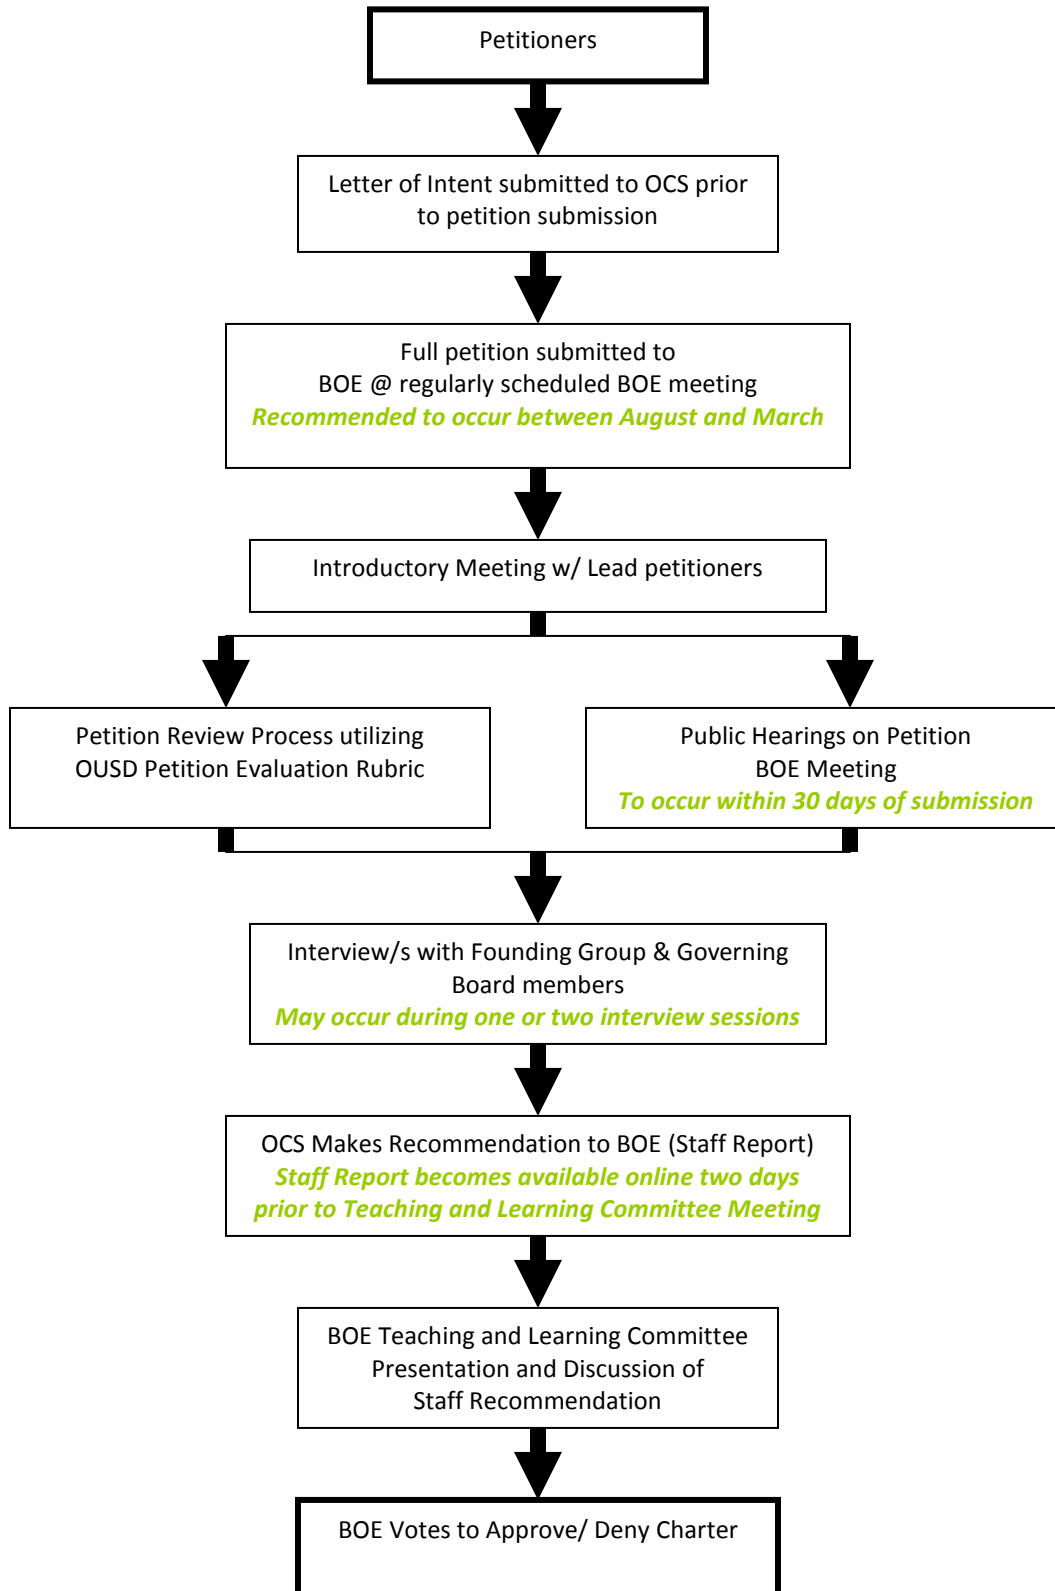 Petitioners
Letter of Intent submitted to OCS prior
to petition submission
Full petition submitted to
BOE @ regularly scheduled BOE meeting
Recommended to occur between August and March
Introductory Meeting w/ Lead petitioners
Petition Review Process utilizing
OUSD Petition Evaluation Rubric
Public Hearings on Petition
BOE Meeting
To occur within 30 days of submission
Interview/s with Founding Group & Governing
Board members
May occur during one or two interview sessions
OCS Makes Recommendation to BOE (Staff Report)
Staff Report becomes available online two days
prior to Teaching and Learning Committee Meeting
BOE Teaching and Learning Committee
Presentation and Discussion of
Staff Recommendation
BOE Votes to Approve/ Deny Charter